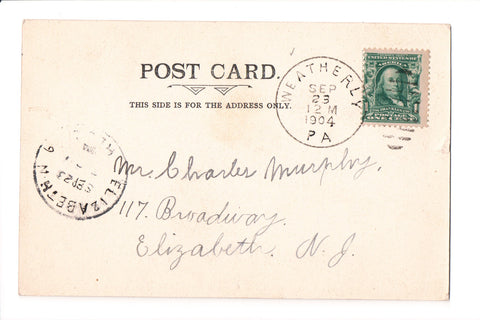 POST CARD.
THIS SIDE IS FOR THE ADDRESS ONLY.
WEATHERLY
SEP
23
12 M
1904
PA
ELIZABETH N
SEP 23
Mr. Charles Murphy.
117. Broadway.
Elizabeth. N. J.